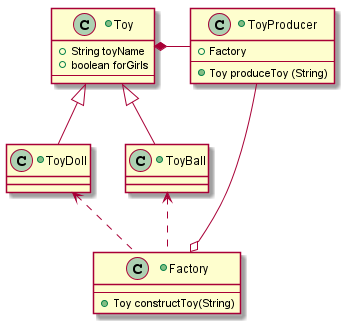 C Toy
String toyName
boolean forGirls
C ToyProducer
Factory
Toy produceToy (String)
C ToyDoll
C ToyBall
C Factory
Toy constructToy(String)